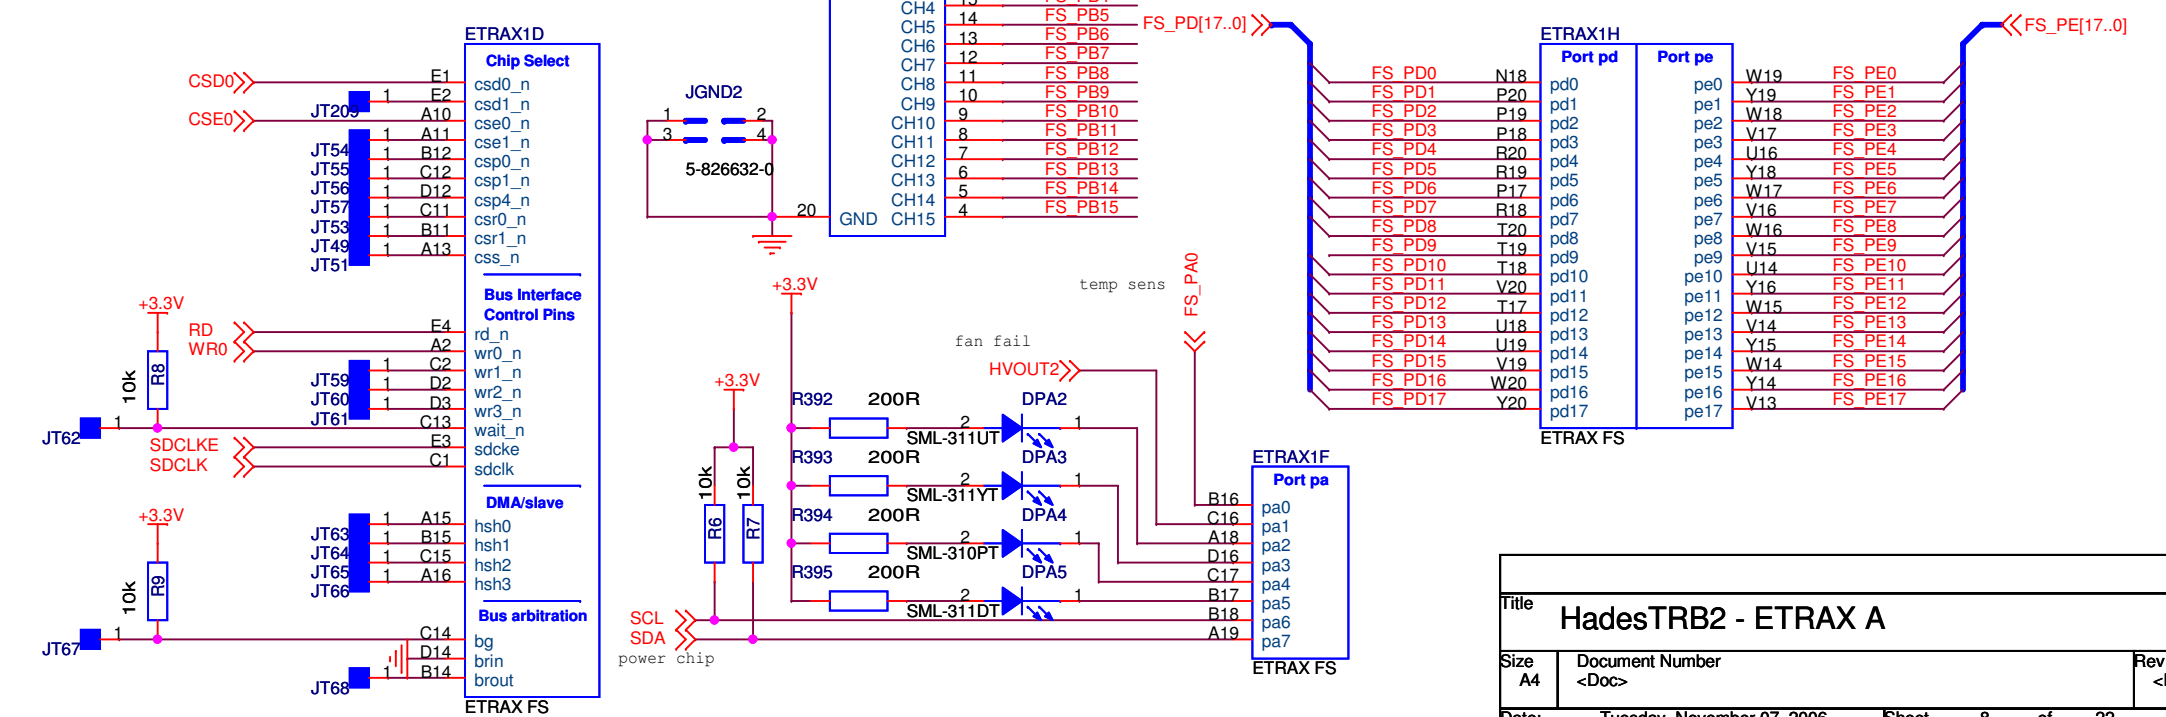 ETRAX1D
Chip Select
CSD0 E1 csd0_n
JT209 1 E2 csd1_n
CSE0 A10 cse0_n
JT54 1 A11 cse1_n
JT55 1 B12 csp0_n
JT56 1 C12 csp1_n
JT57 1 D12 csp4_n
JT53 1 C11 csr0_n
JT49 1 B11 csr1_n
JT51 1 A13 css_n
Bus Interface
Control Pins
+3.3V
10k R8
RD E4 rd_n
WR0 A2 wr0_n
JT59 1 C2 wr1_n
JT60 1 D2 wr2_n
JT61 1 D3 wr3_n
JT62 1 C13 wait_n
SDCLKE E3 sdcke
SDCLK C1 sdclk
DMA/slave
+3.3V
10k R9
JT63 1 A15 hsh0
JT64 1 B15 hsh1
JT65 1 C15 hsh2
JT66 1 A16 hsh3
Bus arbitration
JT67 1 C14 bg
D14 brin
JT68 1 B14 brout
ETRAX FS
JGND2
1 2
3 4
5-826632-0
CH4
CH5 14 FS_PB5
CH6 13 FS_PB6
CH7 12 FS_PB7
CH8 11 FS_PB8
CH9 10 FS_PB9
CH10 9 FS_PB10
CH11 8 FS_PB11
CH12 7 FS_PB12
CH13 6 FS_PB13
CH14 5 FS_PB14
20 GND CH15 4 FS_PB15
+3.3V
temp sens
FS_PA0
fan fail
HVOUT2
+3.3V
10k R6
10k R7
R392 200R 2 DPA2 1
SML-311UT
R393 200R 2 DPA3 1
SML-311YT
R394 200R 2 DPA4 1
SML-310PT
R395 200R 2 DPA5 1
SML-311DT
SCL
SDA
power chip
ETRAX1F
Port pa
B16 pa0
C16 pa1
A18 pa2
D16 pa3
C17 pa4
B17 pa5
B18 pa6
A19 pa7
ETRAX FS
FS_PD[17..0]
FS_PE[17..0]
ETRAX1H
Port pd Port pe
FS_PD0 N18 pd0 pe0 W19 FS_PE0
FS_PD1 P20 pd1 pe1 Y19 FS_PE1
FS_PD2 P19 pd2 pe2 W18 FS_PE2
FS_PD3 P18 pd3 pe3 V17 FS_PE3
FS_PD4 R20 pd4 pe4 U16 FS_PE4
FS_PD5 R19 pd5 pe5 Y18 FS_PE5
FS_PD6 P17 pd6 pe6 W17 FS_PE6
FS_PD7 R18 pd7 pe7 V16 FS_PE7
FS_PD8 T20 pd8 pe8 W16 FS_PE8
FS_PD9 T19 pd9 pe9 V15 FS_PE9
FS_PD10 T18 pd10 pe10 U14 FS_PE10
FS_PD11 V20 pd11 pe11 Y16 FS_PE11
FS_PD12 T17 pd12 pe12 W15 FS_PE12
FS_PD13 U18 pd13 pe13 V14 FS_PE13
FS_PD14 U19 pd14 pe14 Y15 FS_PE14
FS_PD15 V19 pd15 pe15 W14 FS_PE15
FS_PD16 W20 pd16 pe16 Y14 FS_PE16
FS_PD17 Y20 pd17 pe17 V13 FS_PE17
ETRAX FS
Title
HadesTRB2 - ETRAX A
Size Document Number Rev
A4 <Doc>
Date: Tuesday, November 07, 2006 Sheet 8 of 22